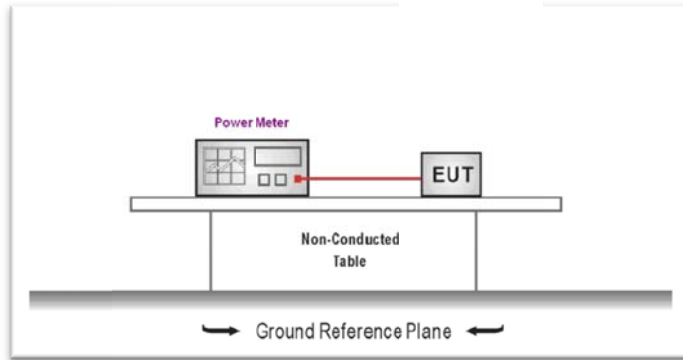 Power Meter
EUT
Non-Conducted
Table
Ground Reference Plane